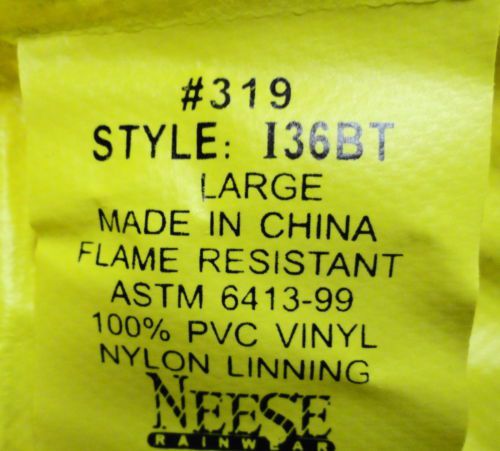 #319
STYLE: I36BT
LARGE
MADE IN CHINA
FLAME RESISTANT
ASTM 6413-99
100% PVC VINYL
NYLON LINNING
NEESE
RAINWEAR